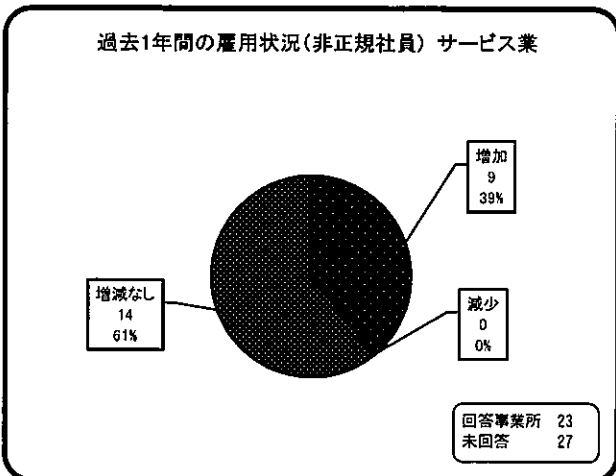 過去1年間の雇用状況(非正規社員) サービス業
増加
9
39%
増減なし
14
61%
減少
0
0%
回答事業所 23
未回答 27